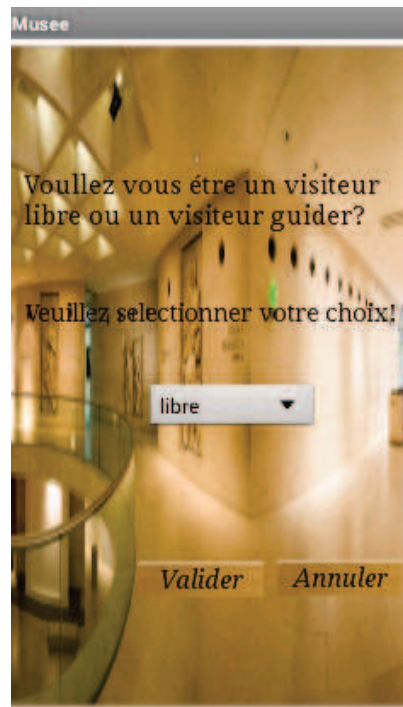 Musee
Voullez vous étre un visiteur
libre ou un visiteur guider?
Veuillez selectionner votre choix!
libre
Valider
Annuler